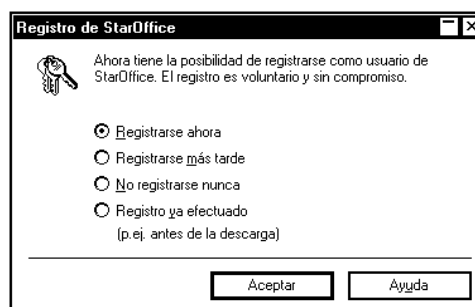 Registro de StarOffice
Ahora tiene la posibilidad de registrarse como usuario de
StarOffice. El registro es voluntario y sin compromiso.
Registrarse ahora
Registrarse más tarde
No registrarse nunca
Registro ya efectuado
(p.ej. antes de la descarga)
Aceptar
Ayuda